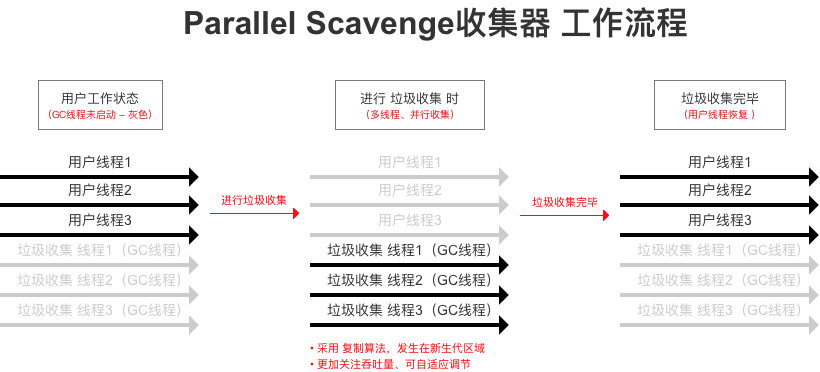 Parallel Scavenge收集器 工作流程
用户工作状态
（GC线程未启动 – 灰色）
进行 垃圾收集 时
（多线程、并行收集）
垃圾收集完毕
（用户线程恢复 ）
用户线程1
用户线程2
用户线程3
垃圾收集 线程1（GC线程）
垃圾收集 线程2（GC线程）
垃圾收集 线程3（GC线程）
进行垃圾收集
用户线程1
用户线程2
用户线程3
垃圾收集 线程1（GC线程）
垃圾收集 线程2（GC线程）
垃圾收集 线程3（GC线程）
• 采用 复制算法，发生在新生代区域
• 更加关注吞吐量、可自适应调节
垃圾收集完毕
用户线程1
用户线程2
用户线程3
垃圾收集 线程1（GC线程）
垃圾收集 线程2（GC线程）
垃圾收集 线程3（GC线程）